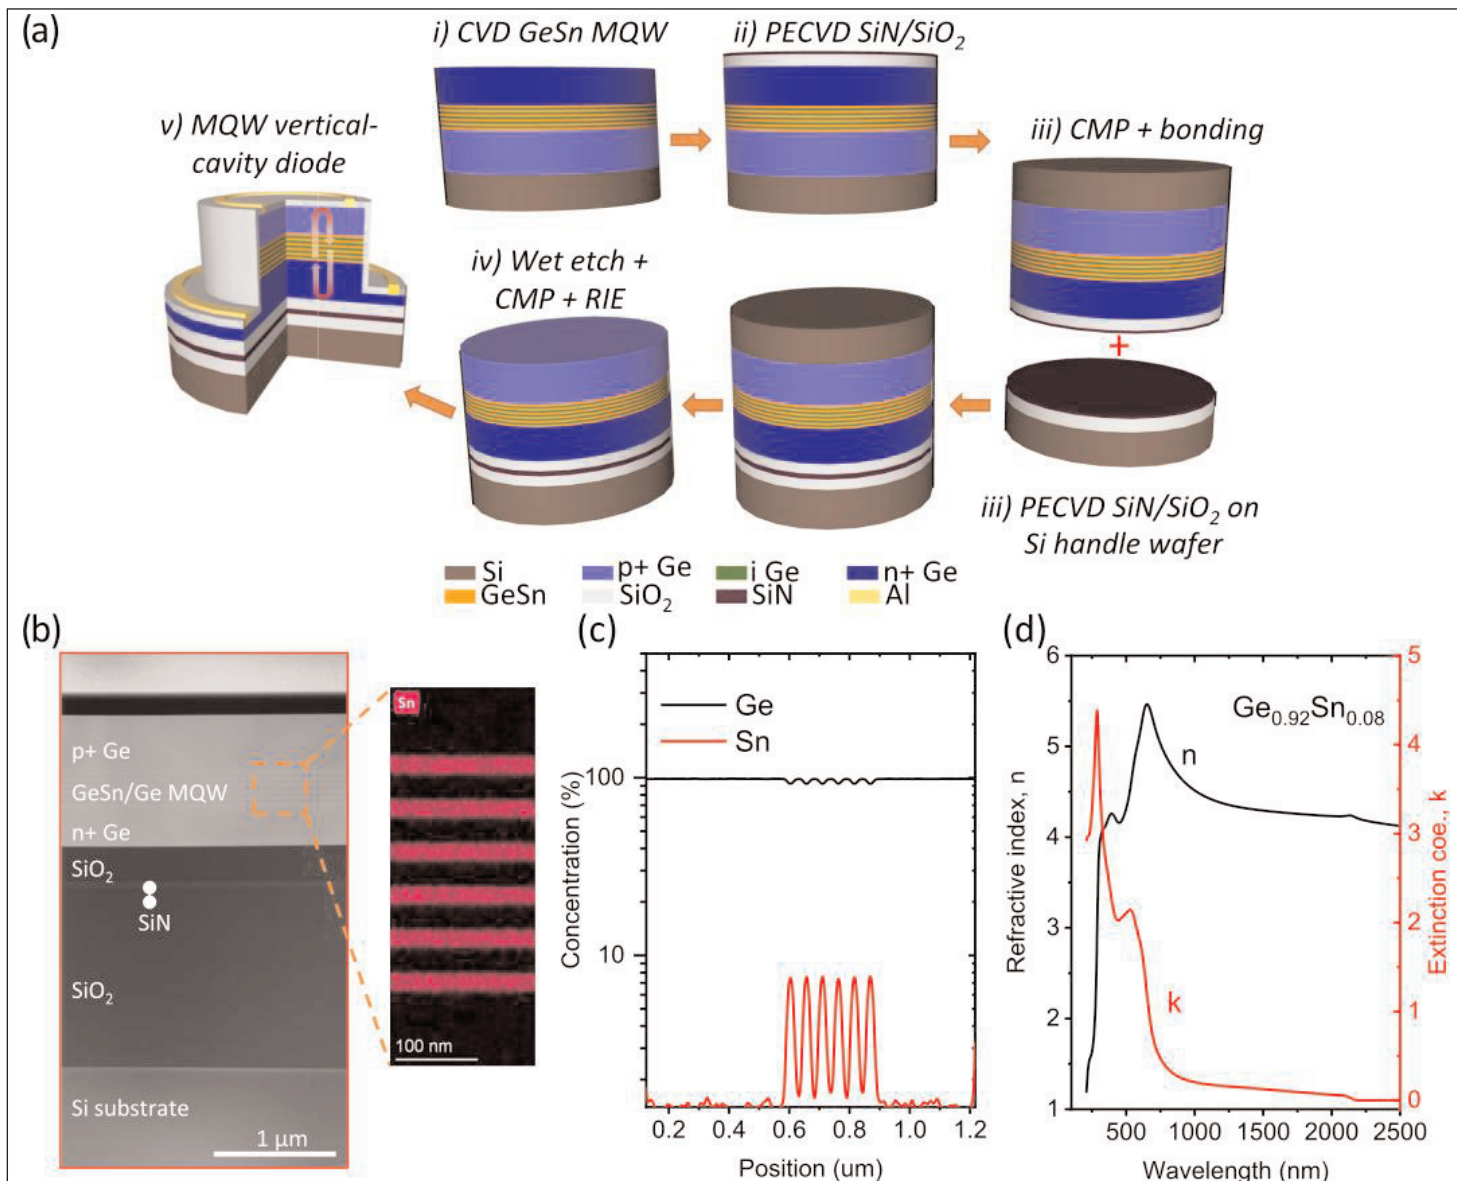 (a)
i) CVD GeSn MQW
ii) PECVD SiN/SiO₂
iii) CMP + bonding
v) MQW vertical-
cavity diode
iv) Wet etch +
CMP + RIE
+
iii) PECVD SiN/SiO₂ on
Si handle wafer
Si
p+ Ge
i Ge
n+ Ge
GeSn
SiO₂
SiN
Al
(b)
p+ Ge
GeSn/Ge MQW
n+ Ge
SiO₂
SiN
SiO₂
Si substrate
1 µm
Sn
100 nm
(c)
Ge
Sn
100
10
Concentration (%)
0.2 0.4 0.6 0.8 1.0 1.2
Position (um)
(d)
Ge₀.₉₂Sn₀.₀₈
n
k
6
5
4
3
2
1
Refractive index, n
5
4
3
2
1
0
Extinction coe., k
500 1000 1500 2000 2500
Wavelength (nm)